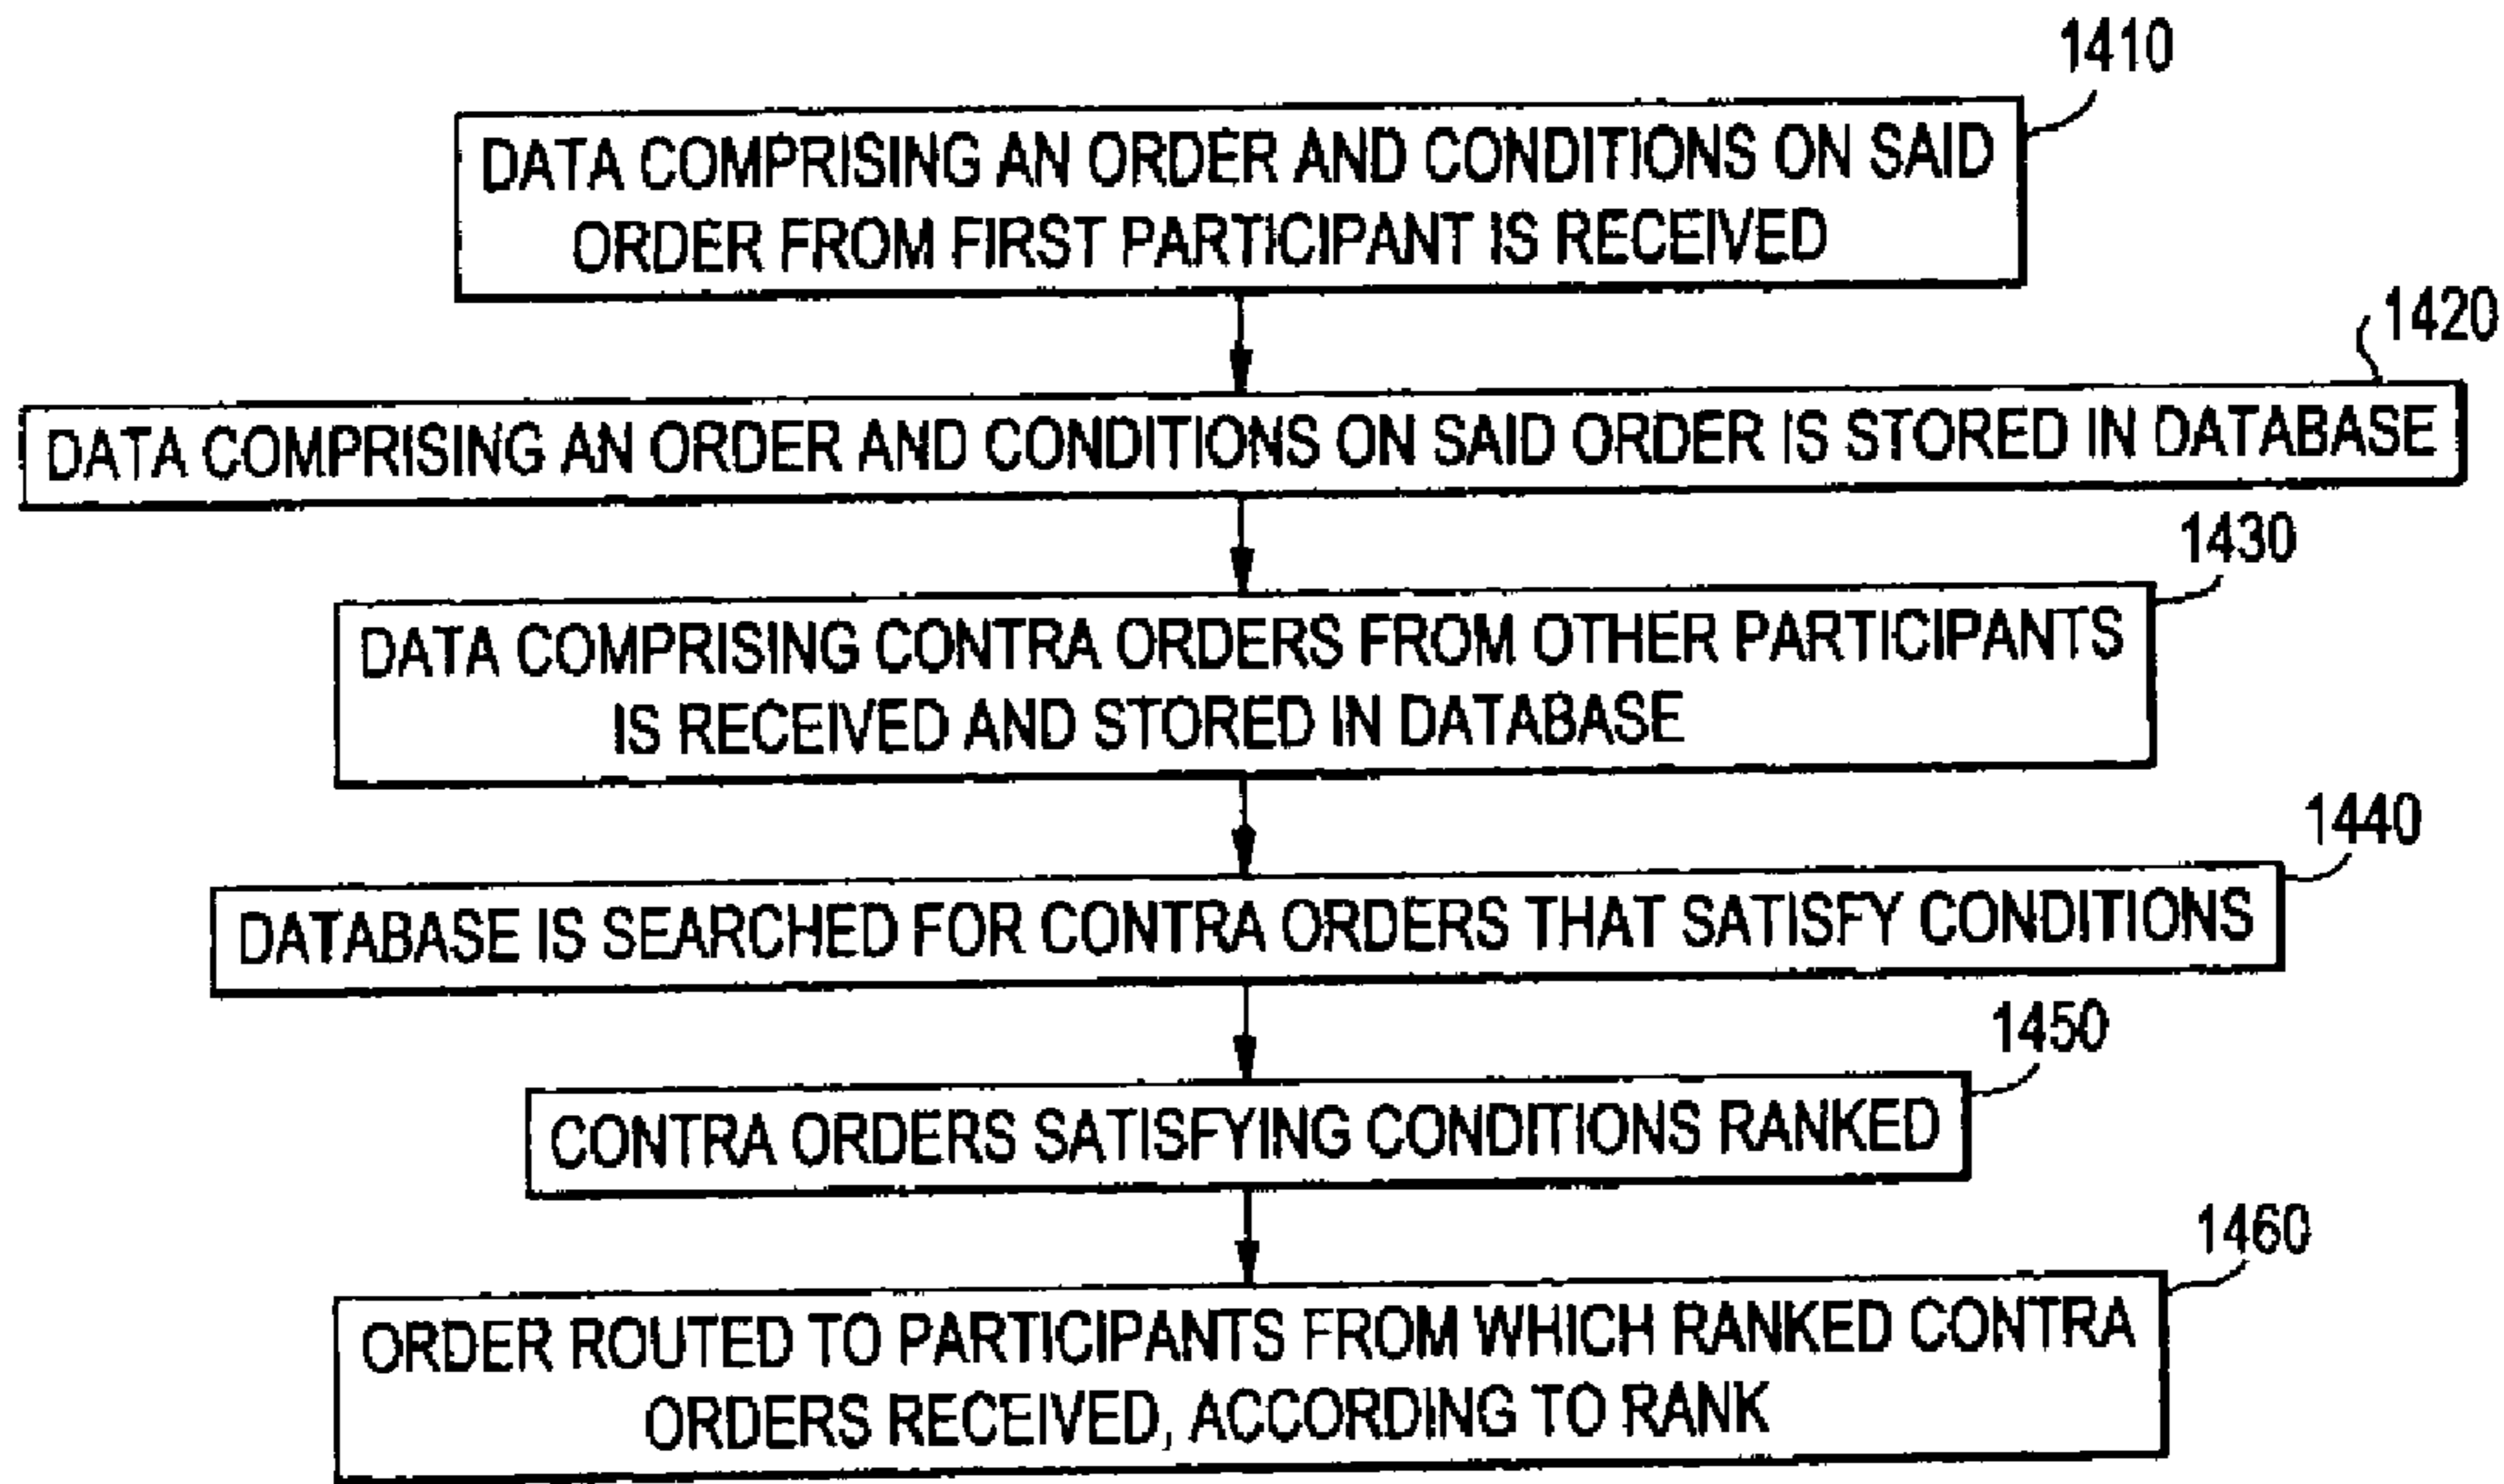 1410
DATA COMPRISING AN ORDER AND CONDITIONS ON SAID
ORDER FROM FIRST PARTICIPANT IS RECEIVED
1420
DATA COMPRISING AN ORDER AND CONDITIONS ON SAID ORDER IS STORED IN DATABASE
1430
DATA COMPRISING CONTRA ORDERS FROM OTHER PARTICIPANTS
IS RECEIVED AND STORED IN DATABASE
1440
DATABASE IS SEARCHED FOR CONTRA ORDERS THAT SATISFY CONDITIONS
1450
CONTRA ORDERS SATISFYING CONDITIONS RANKED
1460
ORDER ROUTED TO PARTICIPANTS FROM WHICH RANKED CONTRA
ORDERS RECEIVED, ACCORDING TO RANK